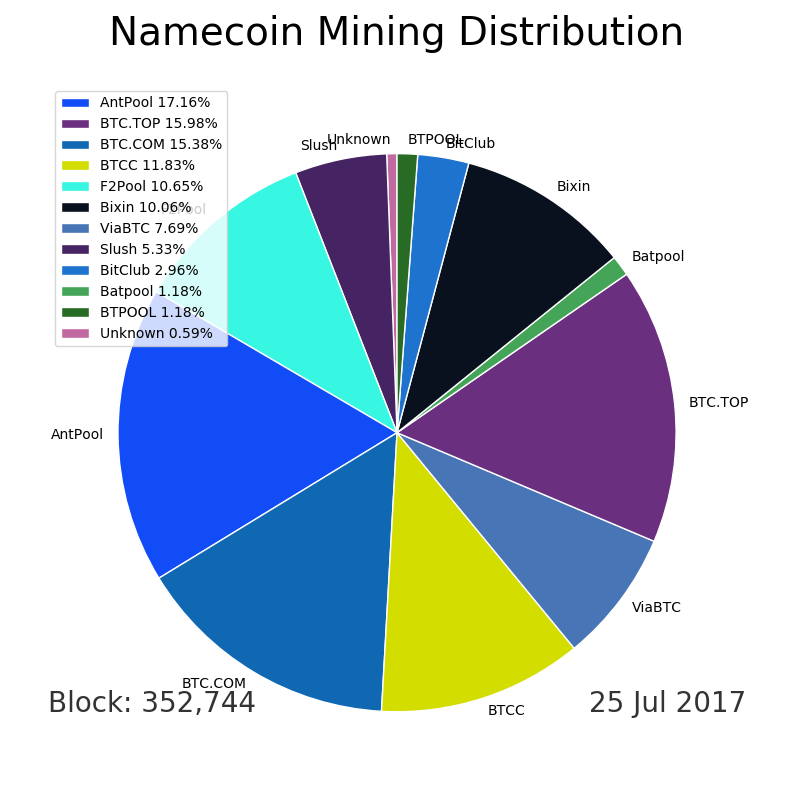 Namecoin Mining Distribution
AntPool 17.16%
BTC.TOP 15.98%
BTC.COM 15.38%
BTCC 11.83%
F2Pool 10.65%
Bixin 10.06%
ViaBTC 7.69%
Slush 5.33%
BitClub 2.96%
Batpool 1.18%
BTPOOL 1.18%
Unknown 0.59%
Unknown
BTPOOL
BitClub
Slush
Bixin
F2Pool
Batpool
BTC.TOP
AntPool
ViaBTC
BTC.COM
BTCC
Block: 352,744
25 Jul 2017